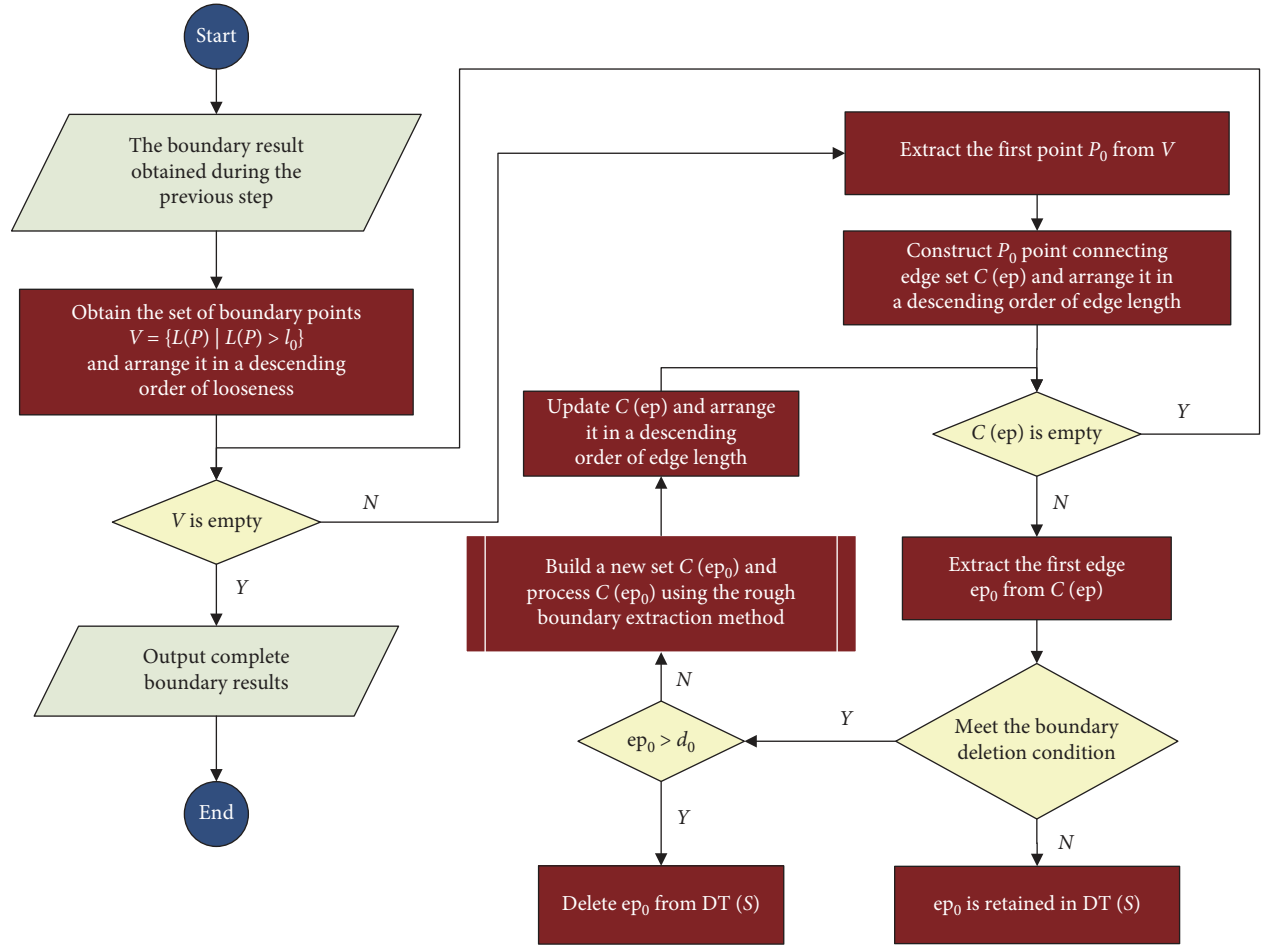 Start
The boundary result
obtained during the
previous step
Obtain the set of boundary points
V = {L(P) | L(P) > l₀}
and arrange it in a descending
order of looseness
V is empty
N
Y
Output complete
boundary results
End
Extract the first point P₀ from V
Construct P₀ point connecting
edge set C (ep) and arrange it in
a descending order of edge length
C (ep) is empty
Y
N
Update C (ep) and arrange
it in a descending
order of edge length
Build a new set C (ep₀) and
process C (ep₀) using the rough
boundary extraction method
Extract the first edge
ep₀ from C (ep)
Meet the boundary
deletion condition
Y
N
ep₀ > d₀
N
Y
Delete ep₀ from DT (S)
ep₀ is retained in DT (S)